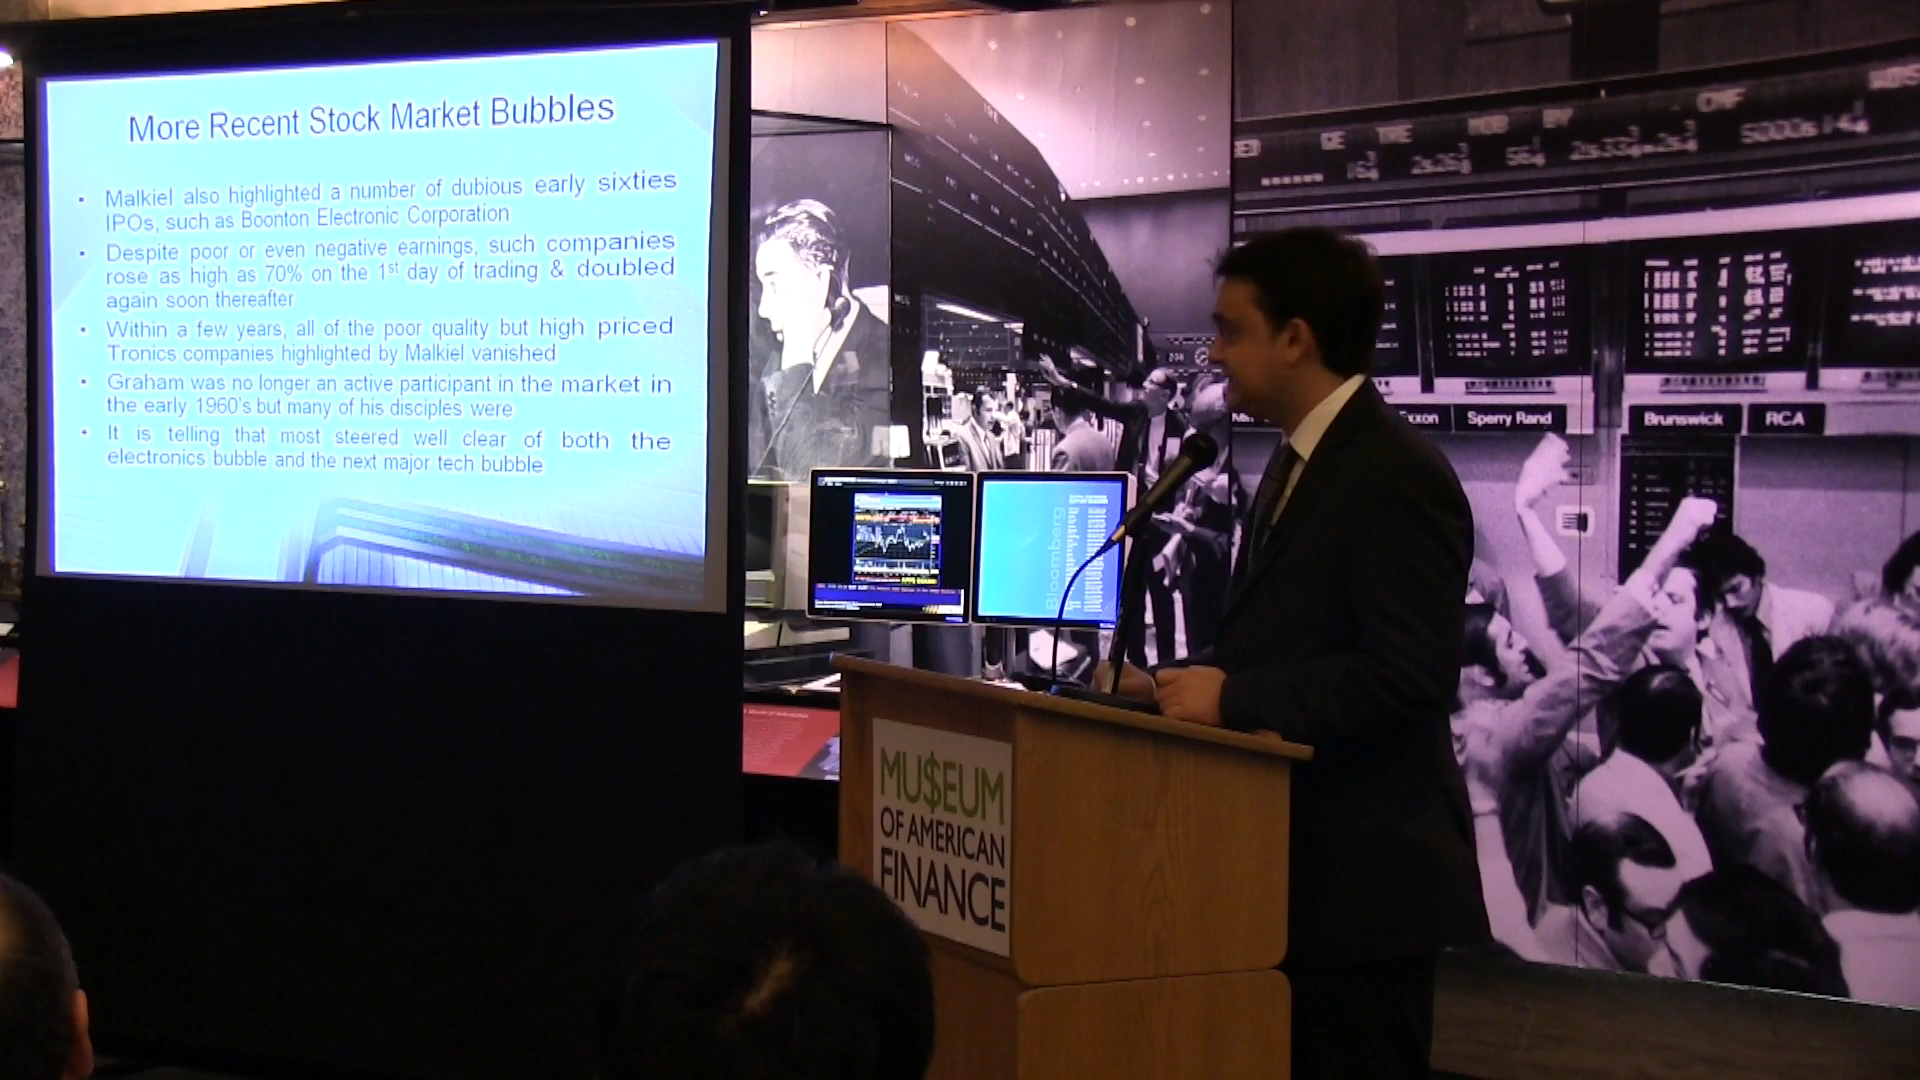 More Recent Stock Market Bubbles
• Malkiel also highlighted a number of dubious early sixties
IPOs, such as Boonton Electronic Corporation
• Despite poor or even negative earnings, such companies
rose as high as 70% on the 1st day of trading & doubled
again soon thereafter
• Within a few years, all of the poor quality but high priced
Tronics companies highlighted by Malkiel vanished
• Graham was no longer an active participant in the market in
the early 1960's but many of his disciples were
• It is telling that most steered well clear of both the
electronics bubble and the next major tech bubble
Bloomberg
MU$EUM
OF AMERICAN
FINANCE
Exxon
Sperry Rand
Brunswick
RCA